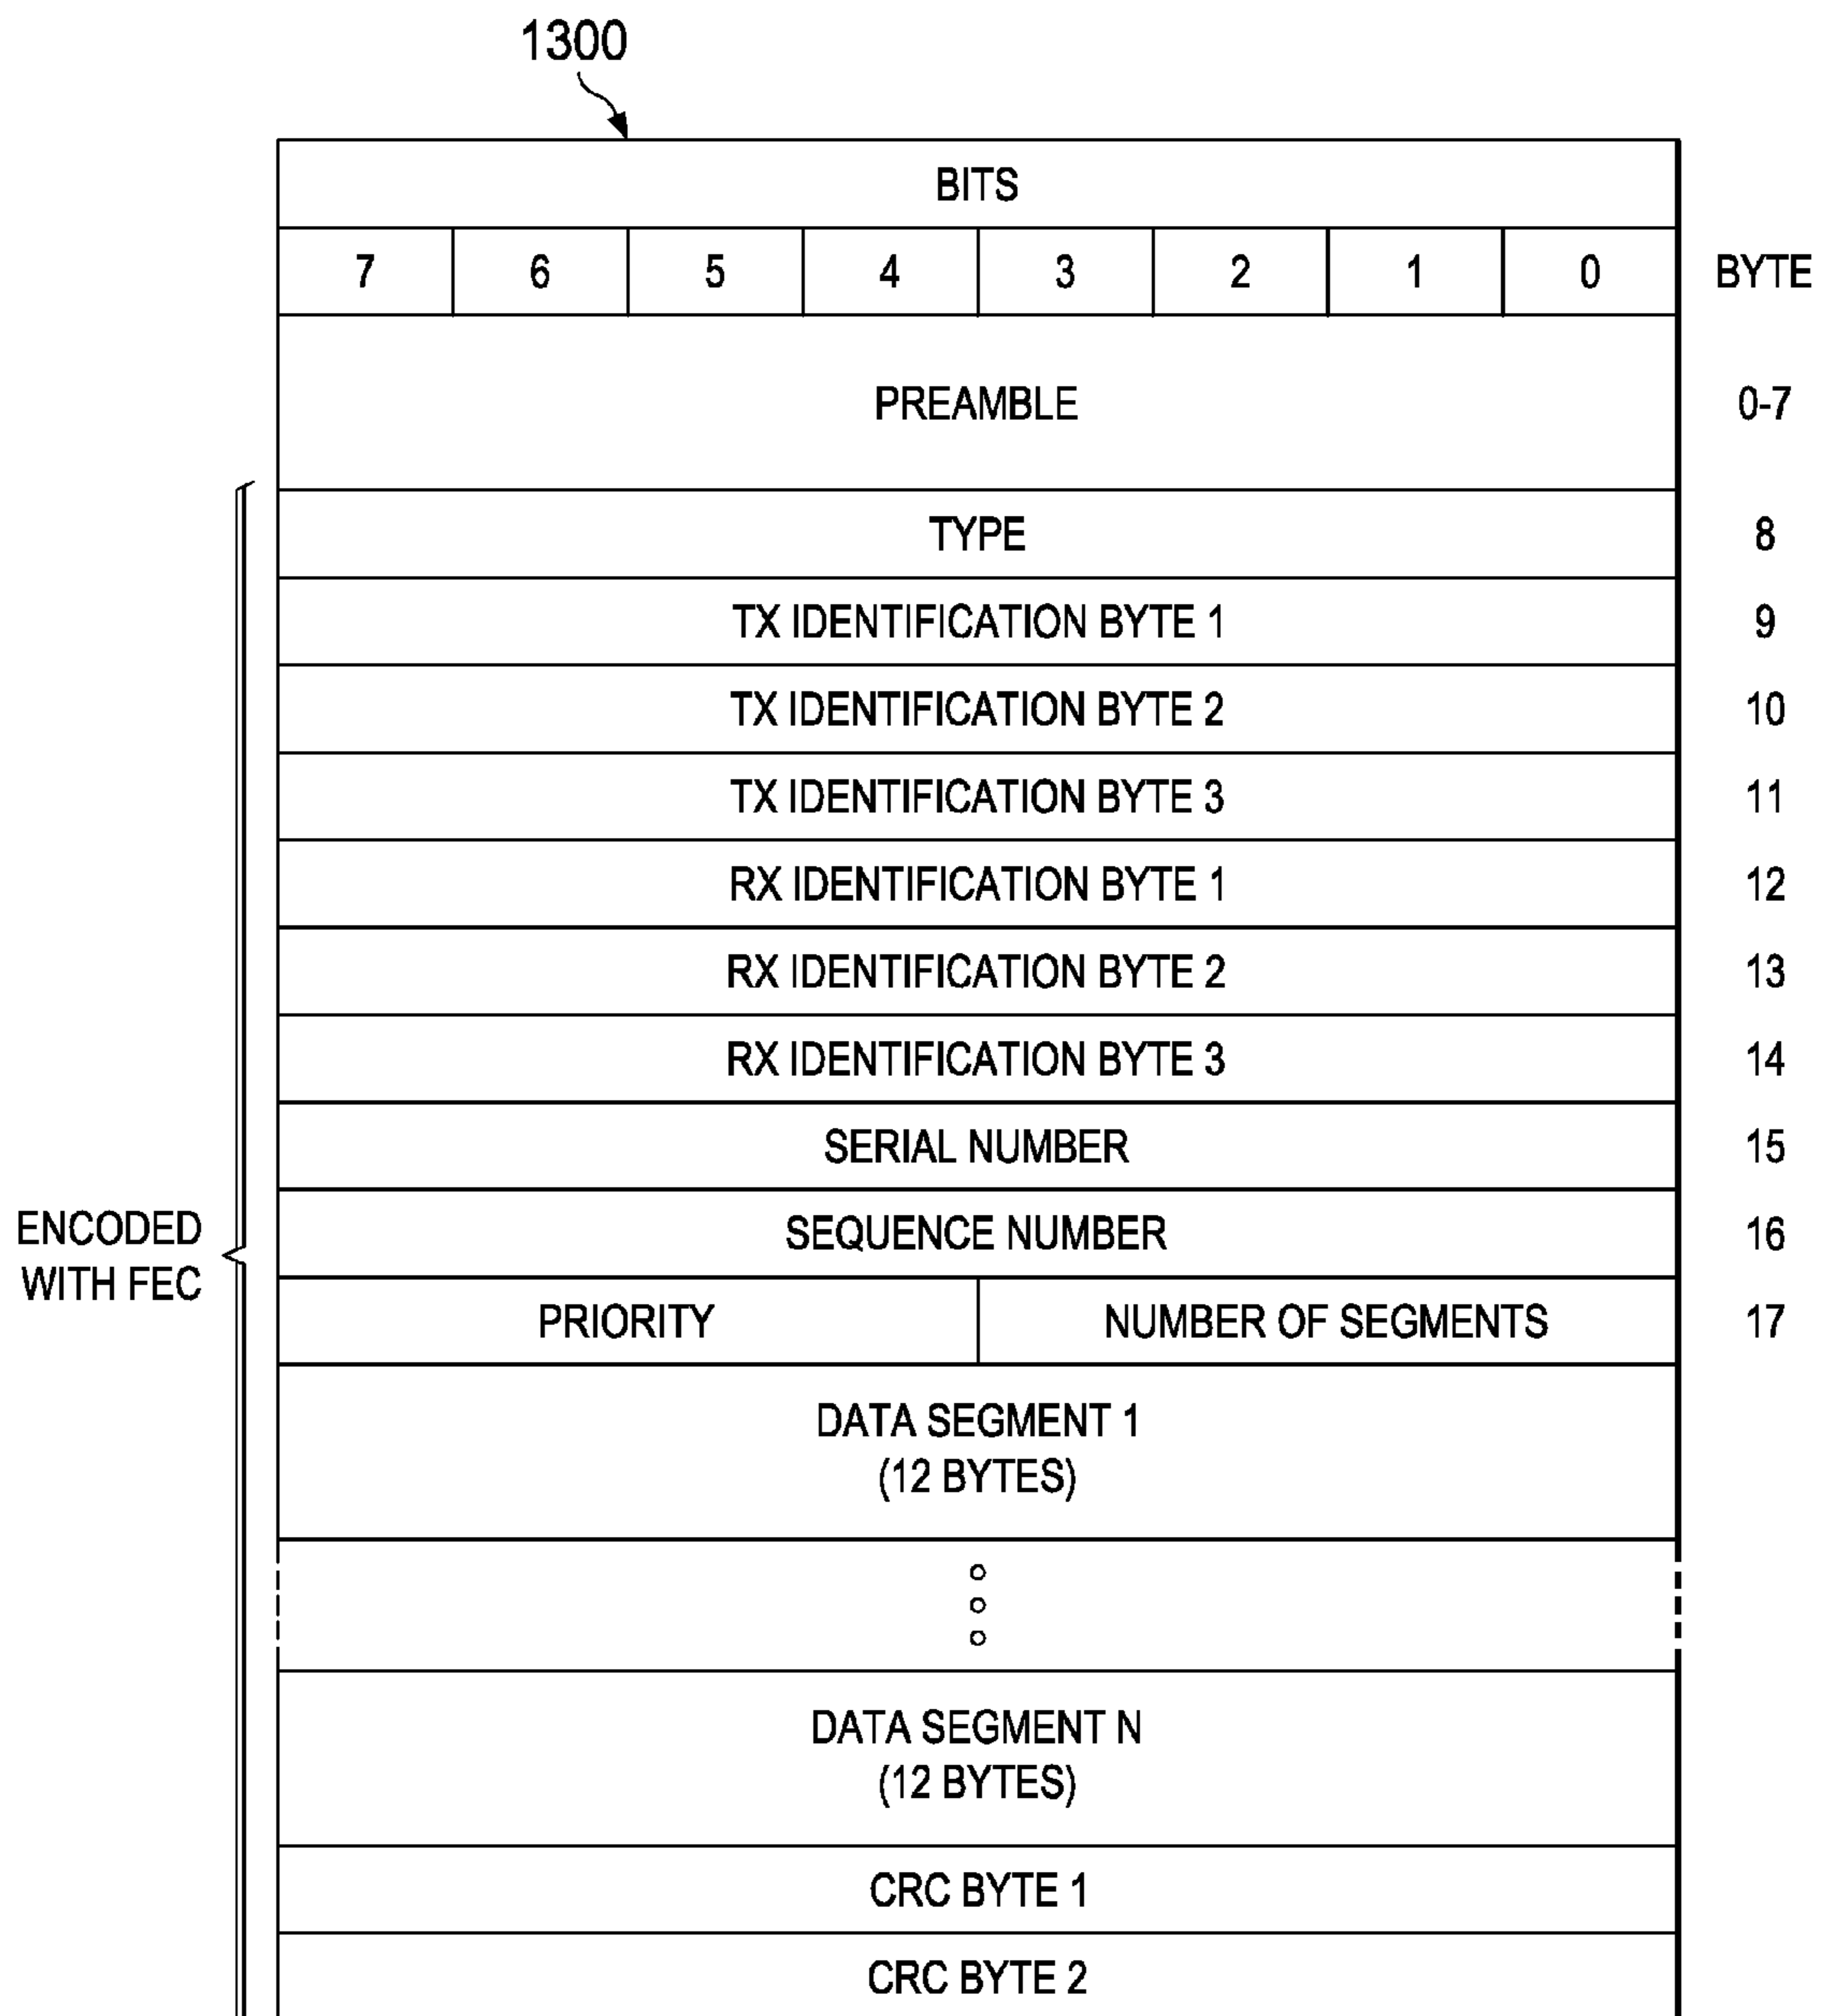 1300
BITS
7 6 5 4 3 2 1 0 BYTE
PREAMBLE 0-7
TYPE 8
TX IDENTIFICATION BYTE 1 9
TX IDENTIFICATION BYTE 2 10
TX IDENTIFICATION BYTE 3 11
RX IDENTIFICATION BYTE 1 12
RX IDENTIFICATION BYTE 2 13
RX IDENTIFICATION BYTE 3 14
SERIAL NUMBER 15
SEQUENCE NUMBER 16
ENCODED
WITH FEC
PRIORITY NUMBER OF SEGMENTS 17
DATA SEGMENT 1
(12 BYTES)
DATA SEGMENT N
(12 BYTES)
CRC BYTE 1
CRC BYTE 2